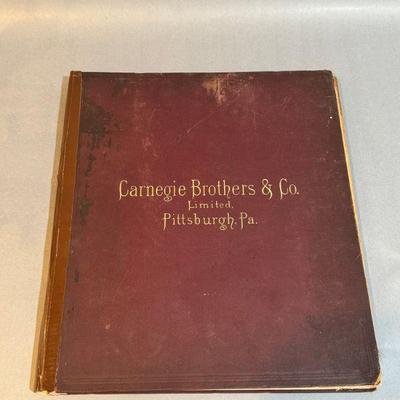 Carnegie Brothers & Co.
Limited,
Pittsburgh, Pa.